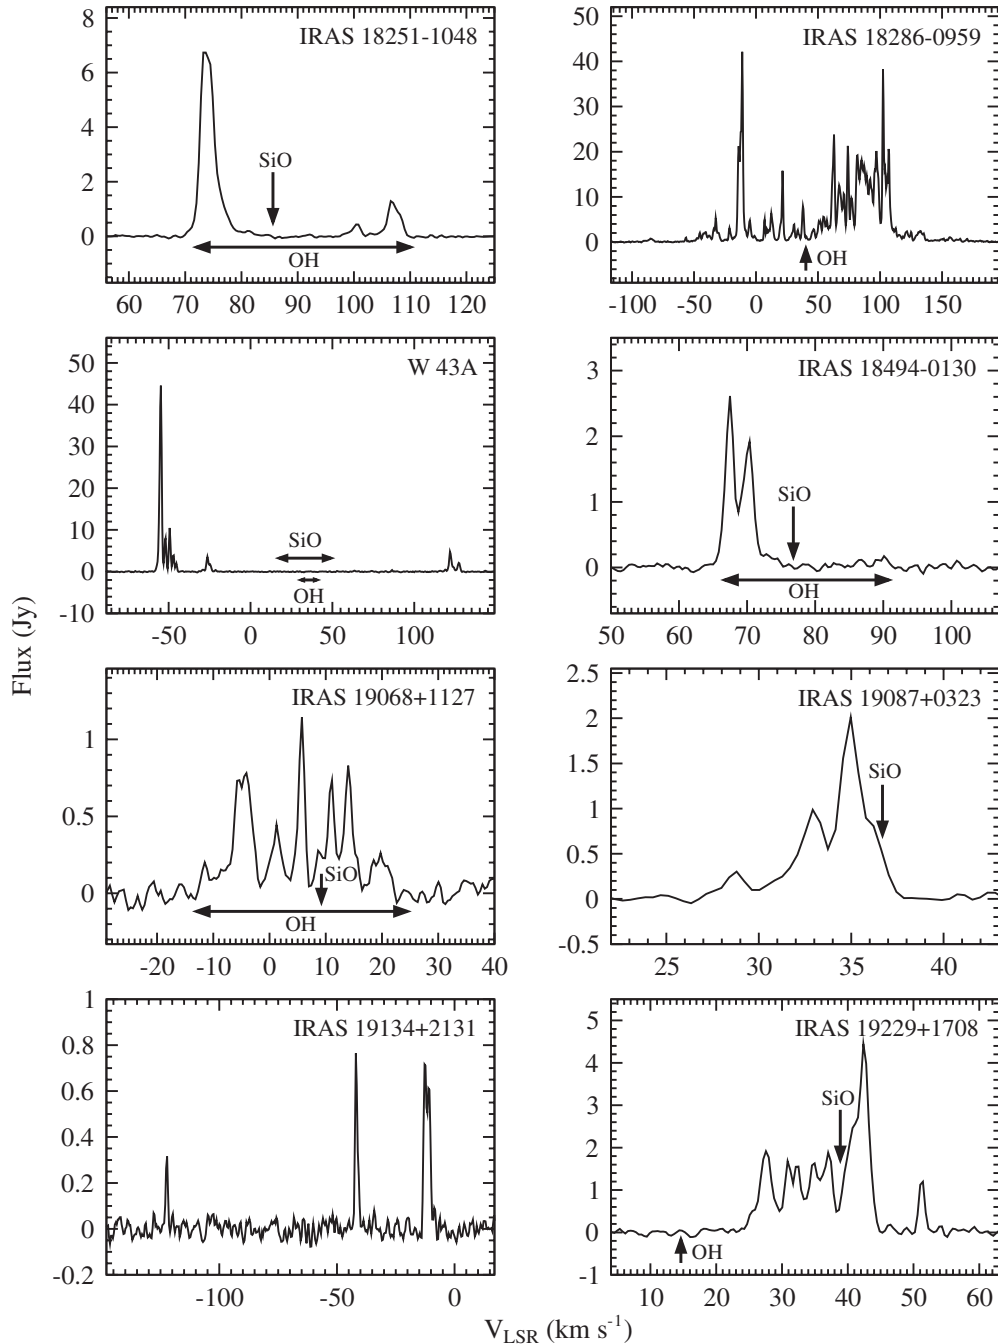 IRAS 18251-1048
8
6
4
2
0
SiO
OH
60 70 80 90 100 110 120
IRAS 18286-0959
50
40
30
20
10
0
OH
-100 -50 0 50 100 150
W 43A
50
40
30
20
10
0
-10
SiO
OH
-50 0 50 100
IRAS 18494-0130
3
2
1
0
SiO
OH
50 60 70 80 90 100
IRAS 19068+1127
1
0.5
0
SiO
OH
-20 -10 0 10 20 30 40
IRAS 19087+0323
2.5
2
1.5
1
0.5
0
-0.5
SiO
25 30 35 40
IRAS 19134+2131
1
0.8
0.6
0.4
0.2
0
-0.2
-100 -50 0
IRAS 19229+1708
5
4
3
2
1
0
-1
SiO
OH
10 20 30 40 50 60
Flux (Jy)
V_LSR (km s⁻¹)